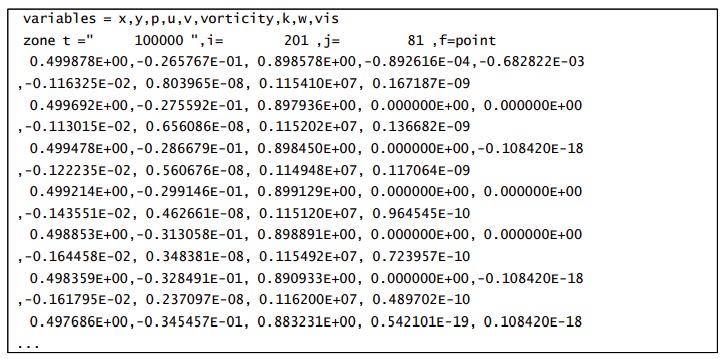 variables = x,y,p,u,v,vorticity,k,w,vis
zone t ="      100000 ",i=         201 ,j=          81 ,f=point
0.499878E+00,-0.265767E-01, 0.898578E+00,-0.892616E-04,-0.682822E-03
,-0.116325E-02, 0.803965E-08, 0.115410E+07, 0.167187E-09
0.499692E+00,-0.275592E-01, 0.897936E+00, 0.000000E+00, 0.000000E+00
,-0.113015E-02, 0.656086E-08, 0.115202E+07, 0.136682E-09
0.499478E+00,-0.286679E-01, 0.898450E+00, 0.000000E+00,-0.108420E-18
,-0.122235E-02, 0.560676E-08, 0.114948E+07, 0.117064E-09
0.499214E+00,-0.299146E-01, 0.899129E+00, 0.000000E+00, 0.000000E+00
,-0.143551E-02, 0.462661E-08, 0.115120E+07, 0.964545E-10
0.498853E+00,-0.313058E-01, 0.898891E+00, 0.000000E+00, 0.000000E+00
,-0.164458E-02, 0.348381E-08, 0.115492E+07, 0.723957E-10
0.498359E+00,-0.328491E-01, 0.890933E+00, 0.000000E+00,-0.108420E-18
,-0.161795E-02, 0.237097E-08, 0.116200E+07, 0.489702E-10
0.497686E+00,-0.345457E-01, 0.883231E+00, 0.542101E-19, 0.108420E-18
...